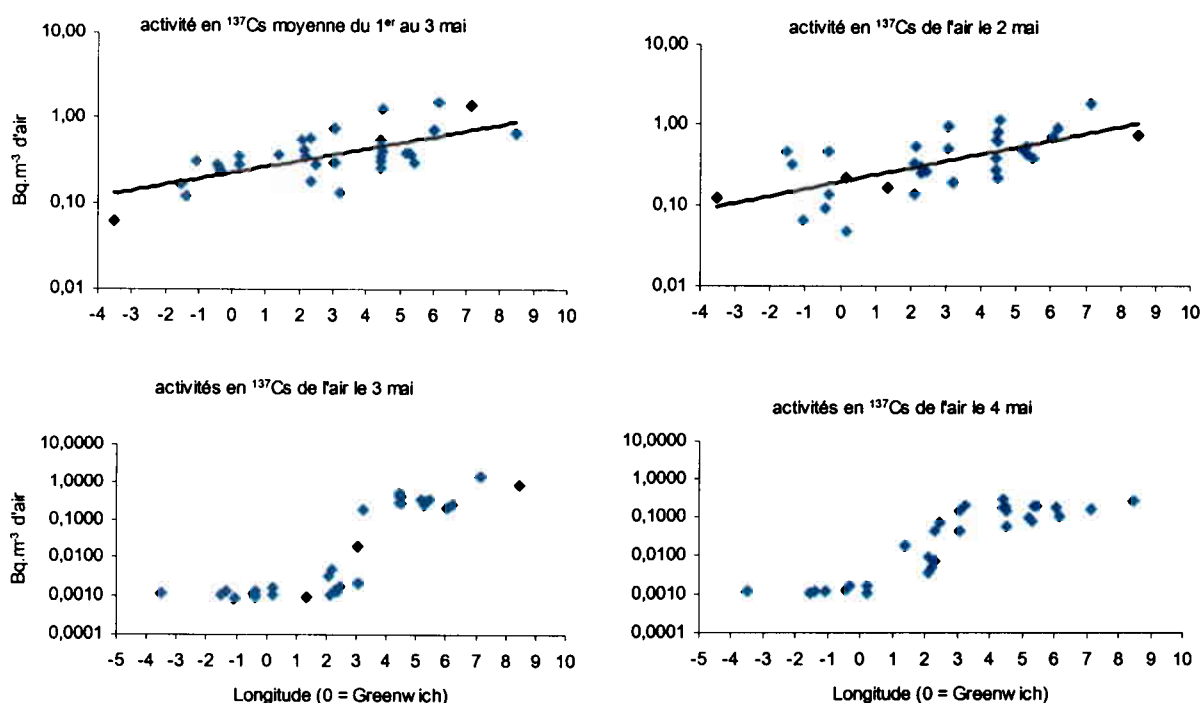 activité en ¹³⁷Cs moyenne du 1er au 3 mai
10,00
1,00
0,10
0,01
Bq.m⁻³ d'air
-4 -3 -2 -1 0 1 2 3 4 5 6 7 8 9 10
activité en ¹³⁷Cs de l'air le 2 mai
10,00
1,00
0,10
0,01
-4 -3 -2 -1 0 1 2 3 4 5 6 7 8 9 10
activités en ¹³⁷Cs de l'air le 3 mai
10,0000
1,0000
0,1000
0,0100
0,0010
0,0001
Bq.m⁻³ d'air
-5 -4 -3 -2 -1 0 1 2 3 4 5 6 7 8 9 10
Longitude (0 = Greenwich)
activités en ¹³⁷Cs de l'air le 4 mai
10,0000
1,0000
0,1000
0,0100
0,0010
0,0001
-5 -4 -3 -2 -1 0 1 2 3 4 5 6 7 8 9 10
Longitude (0 = Greenwich)